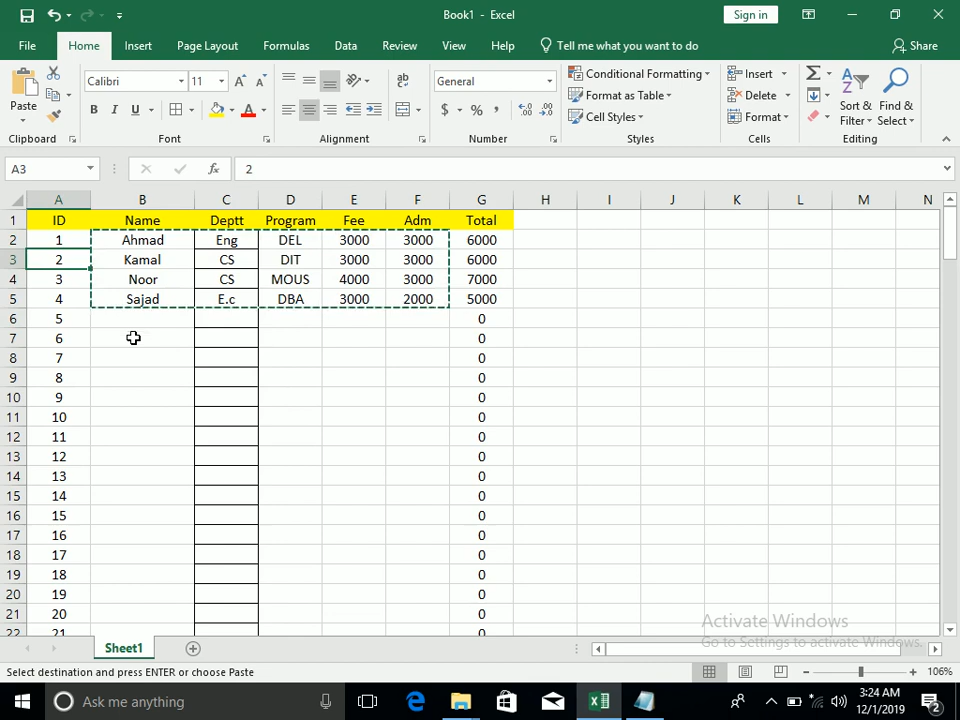 Book1 - Excel
Sign in
File Home Insert Page Layout Formulas Data Review View Help Tell me what you want to do Share
Paste
Calibri 11
B I U
General
$ % ,
Conditional Formatting
Format as Table
Cell Styles
Insert
Delete
Format
Sort & Filter
Find & Select
Clipboard Font Alignment Number Styles Cells Editing
A3 fx 2
A B C D E F G H I J K L M N
1 ID Name Deptt Program Fee Adm Total
2 1 Ahmad Eng DEL 3000 3000 6000
3 2 Kamal CS DIT 3000 3000 6000
4 3 Noor CS MOUS 4000 3000 7000
5 4 Sajad E.c DBA 3000 2000 5000
6 5 0
7 6 0
8 7 0
9 8 0
10 9 0
11 10 0
12 11 0
13 12 0
14 13 0
15 14 0
16 15 0
17 16 0
18 17 0
19 18 0
20 19 0
21 20 0
22 21 0
Activate Windows
Go to Settings to activate Windows.
Sheet1
Select destination and press ENTER or choose Paste
106%
Ask me anything
3:24 AM
12/1/2019
2